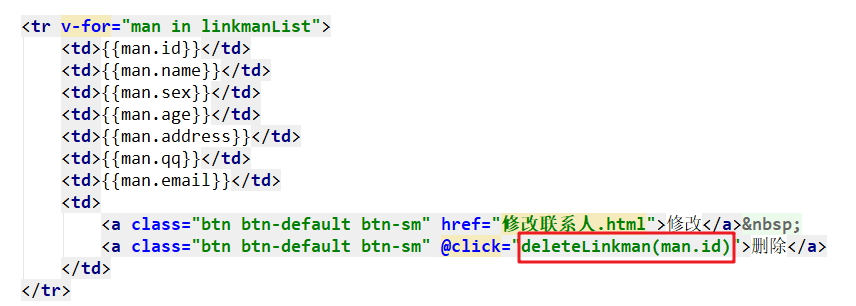 <tr v-for="man in linkmanList">
<td>{{man.id}}</td>
<td>{{man.name}}</td>
<td>{{man.sex}}</td>
<td>{{man.age}}</td>
<td>{{man.address}}</td>
<td>{{man.qq}}</td>
<td>{{man.email}}</td>
<td>
<a class="btn btn-default btn-sm" href="修改联系人.html">修改</a>&nbsp;
<a class="btn btn-default btn-sm" @click="deleteLinkman(man.id)">删除</a>
</td>
</tr>